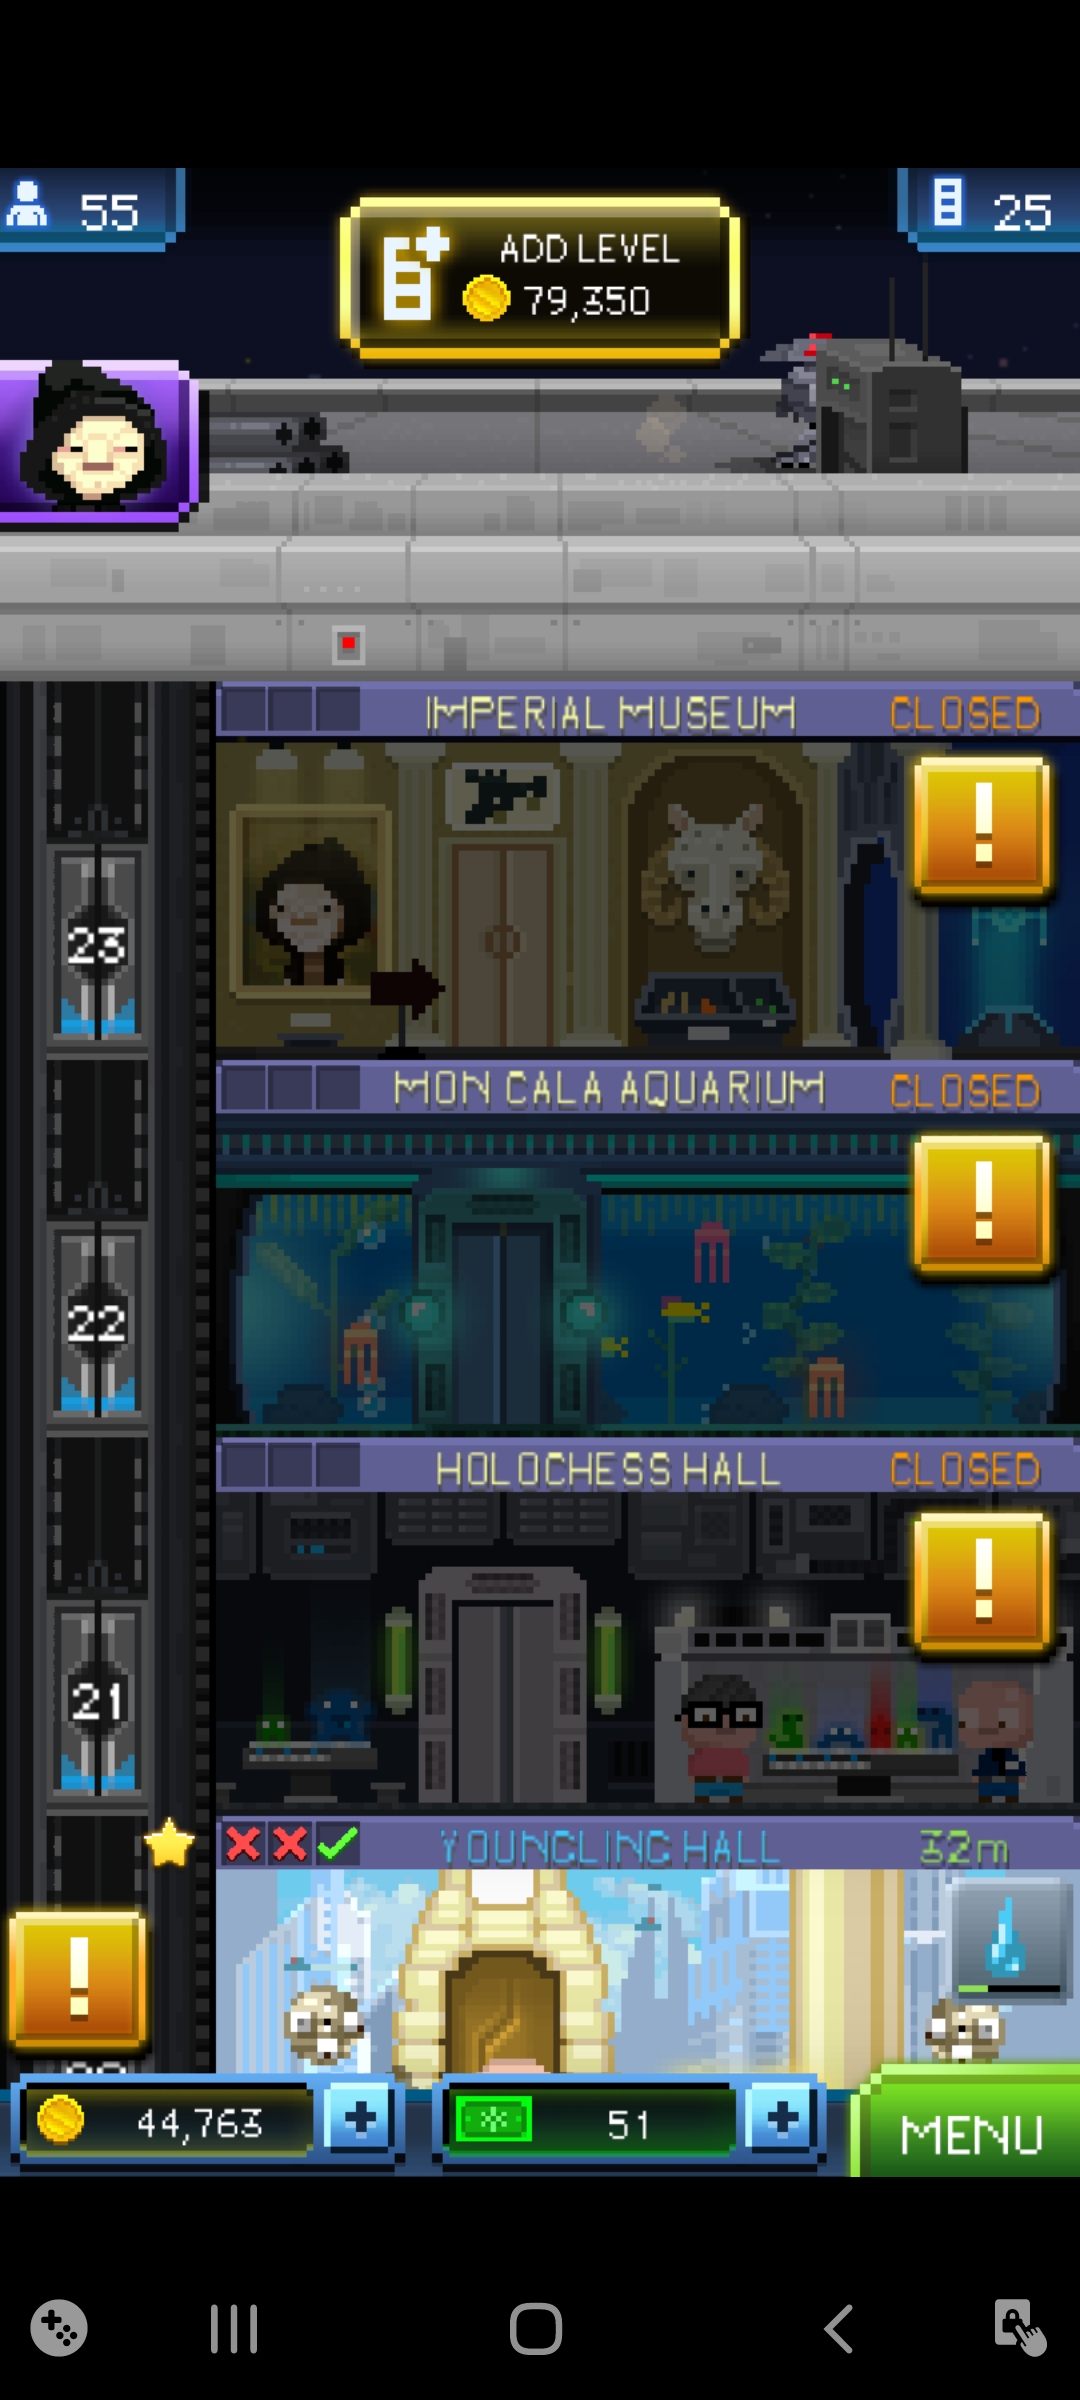 55
ADD LEVEL
79,350
25
IMPERIAL MUSEUM
CLOSED
23
MON CALA AQUARIUM
CLOSED
22
HOLOCHESS HALL
CLOSED
21
YOUNGLING HALL
32m
44,763
51
MENU